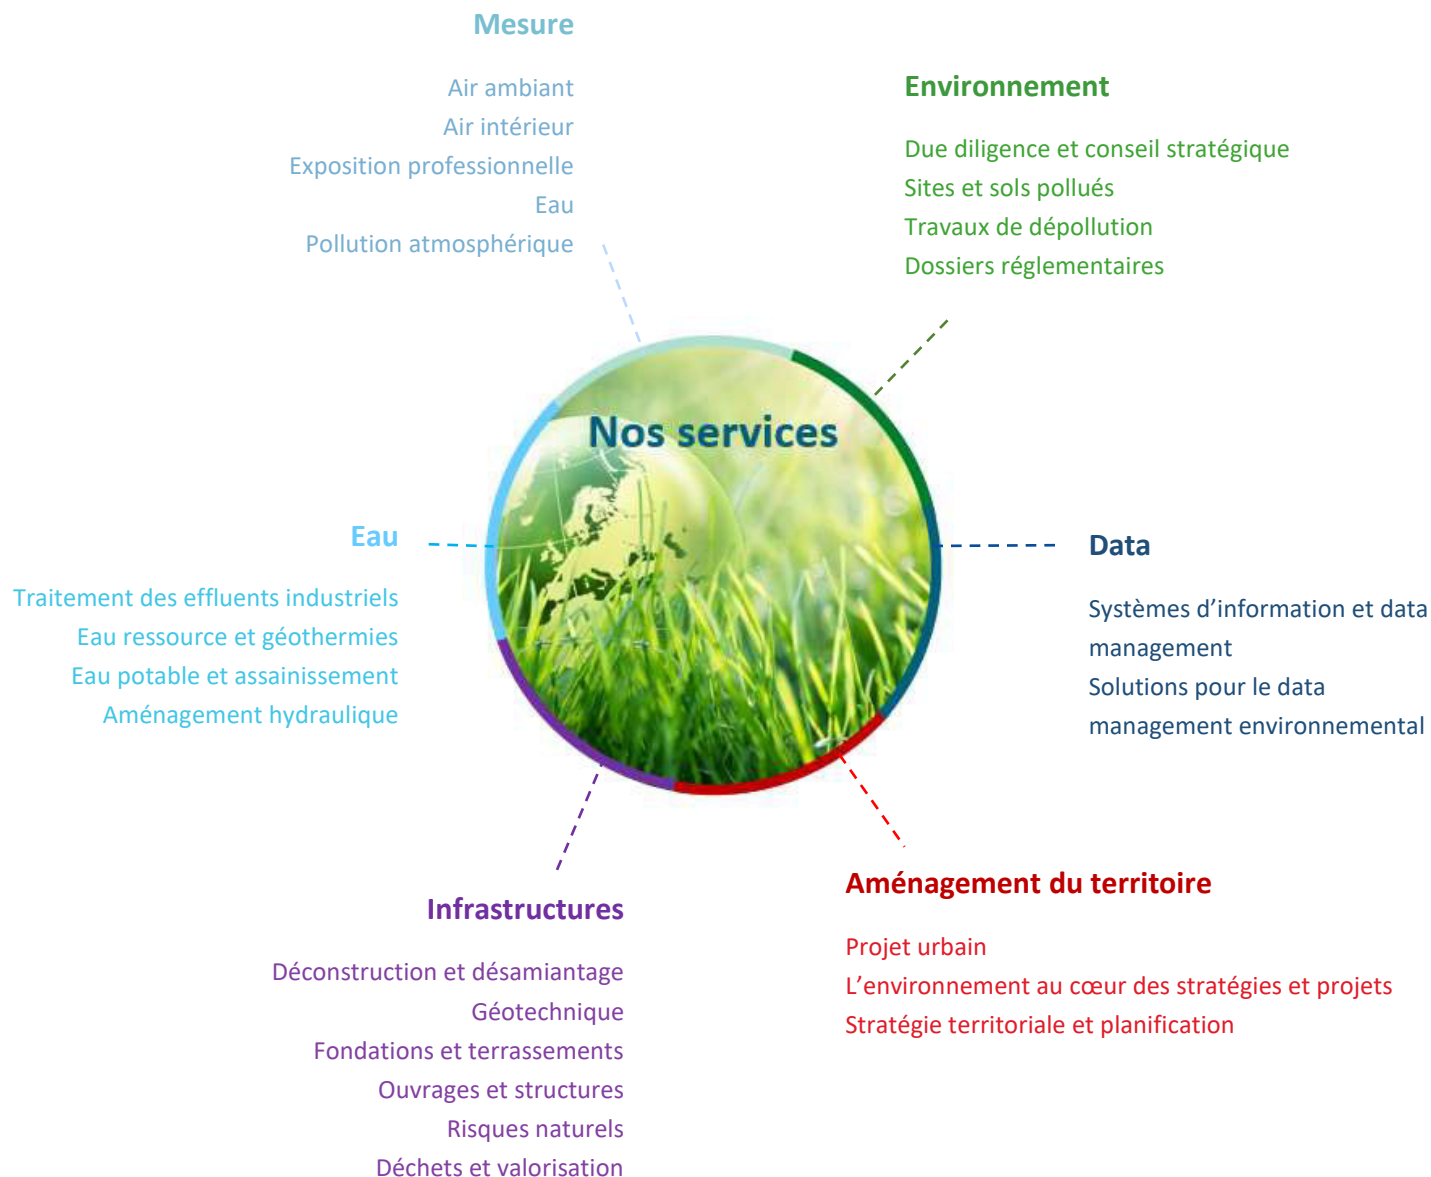 Mesure
Air ambiant
Air intérieur
Exposition professionnelle
Eau
Pollution atmosphérique
Environnement
Due diligence et conseil stratégique
Sites et sols pollués
Travaux de dépollution
Dossiers réglementaires
Nos services
Eau
Traitement des effluents industriels
Eau ressource et géothermies
Eau potable et assainissement
Aménagement hydraulique
Data
Systèmes d’information et data
management
Solutions pour le data
management environnemental
Infrastructures
Déconstruction et désamiantage
Géotechnique
Fondations et terrassements
Ouvrages et structures
Risques naturels
Déchets et valorisation
Aménagement du territoire
Projet urbain
L’environnement au cœur des stratégies et projets
Stratégie territoriale et planification